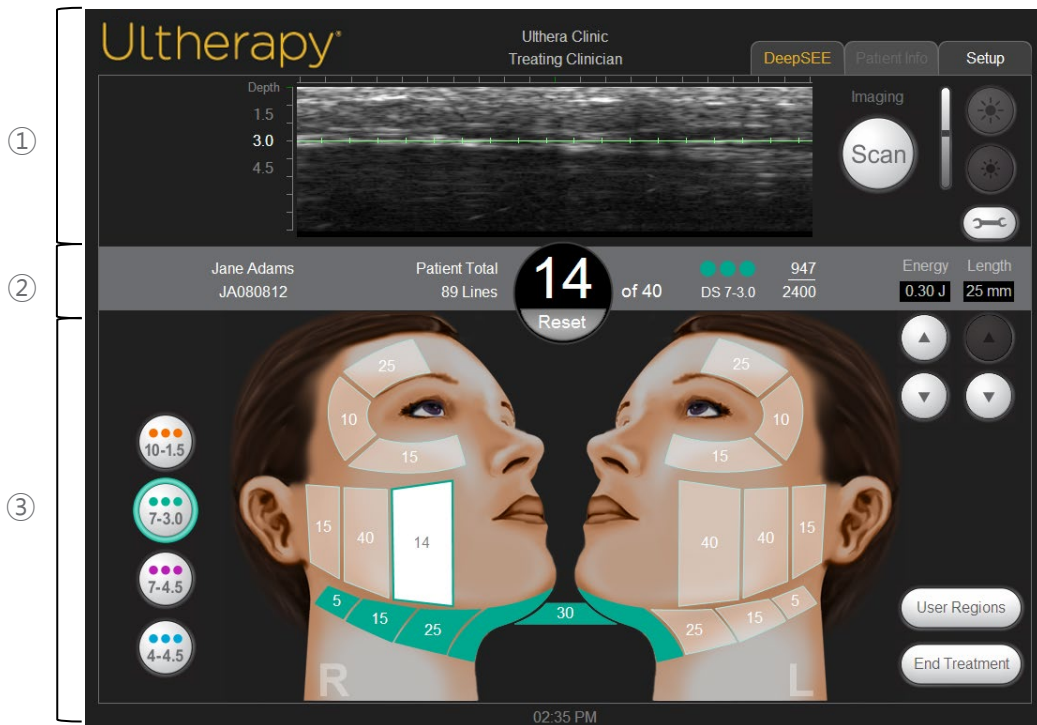 ①
②
③
Ultherapy®
Ulthera Clinic
Treating Clinician
DeepSEE
Patient Info
Setup
Depth
1.5
3.0
4.5
Imaging
Scan
Jane Adams
JA080812
Patient Total
89 Lines
14
of 40
Reset
DS 7-3.0
947
2400
Energy
0.30 J
Length
25 mm
25
10
15
15
40
14
5
15
25
30
25
10
15
40
40
15
25
15
5
10-1.5
7-3.0
7-4.5
4-4.5
R
L
User Regions
End Treatment
02:35 PM